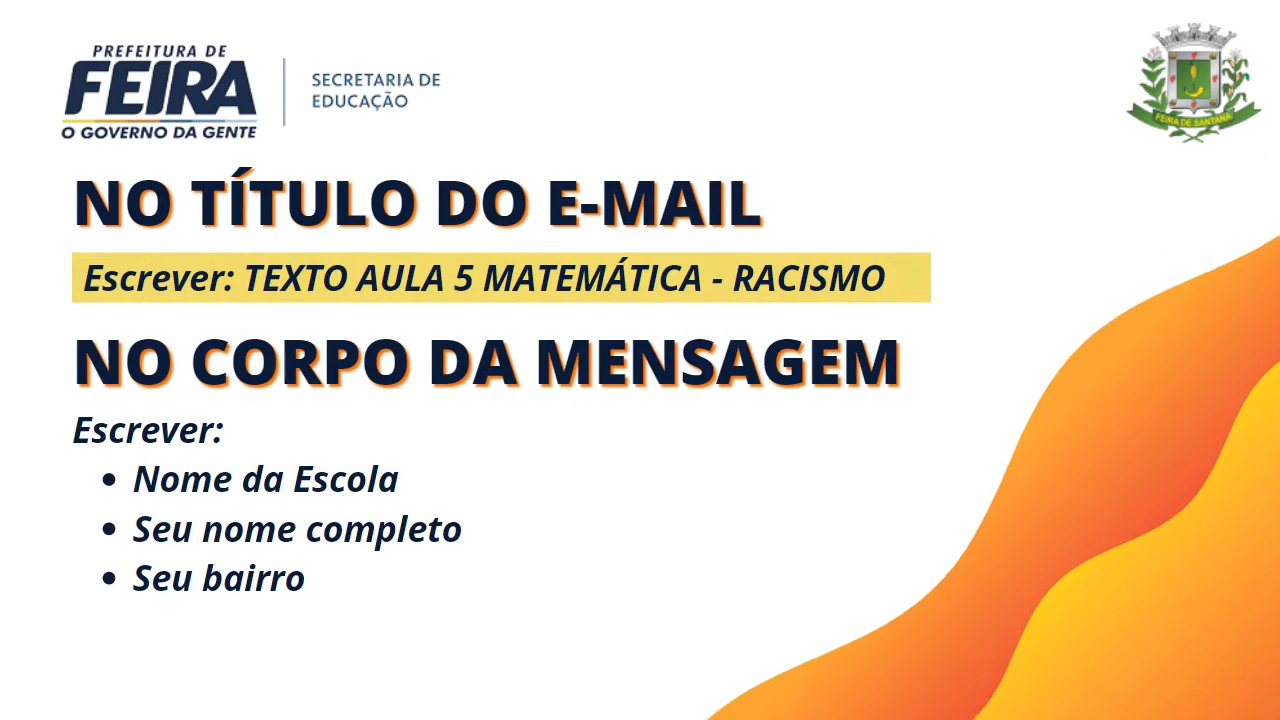 PREFEITURA DE
FEIRA
O GOVERNO DA GENTE
SECRETARIA DE
EDUCAÇÃO
FEIRA DE SANTANA
NO TÍTULO DO E-MAIL
Escrever: TEXTO AULA 5 MATEMÁTICA - RACISMO
NO CORPO DA MENSAGEM
Escrever:
• Nome da Escola
• Seu nome completo
• Seu bairro